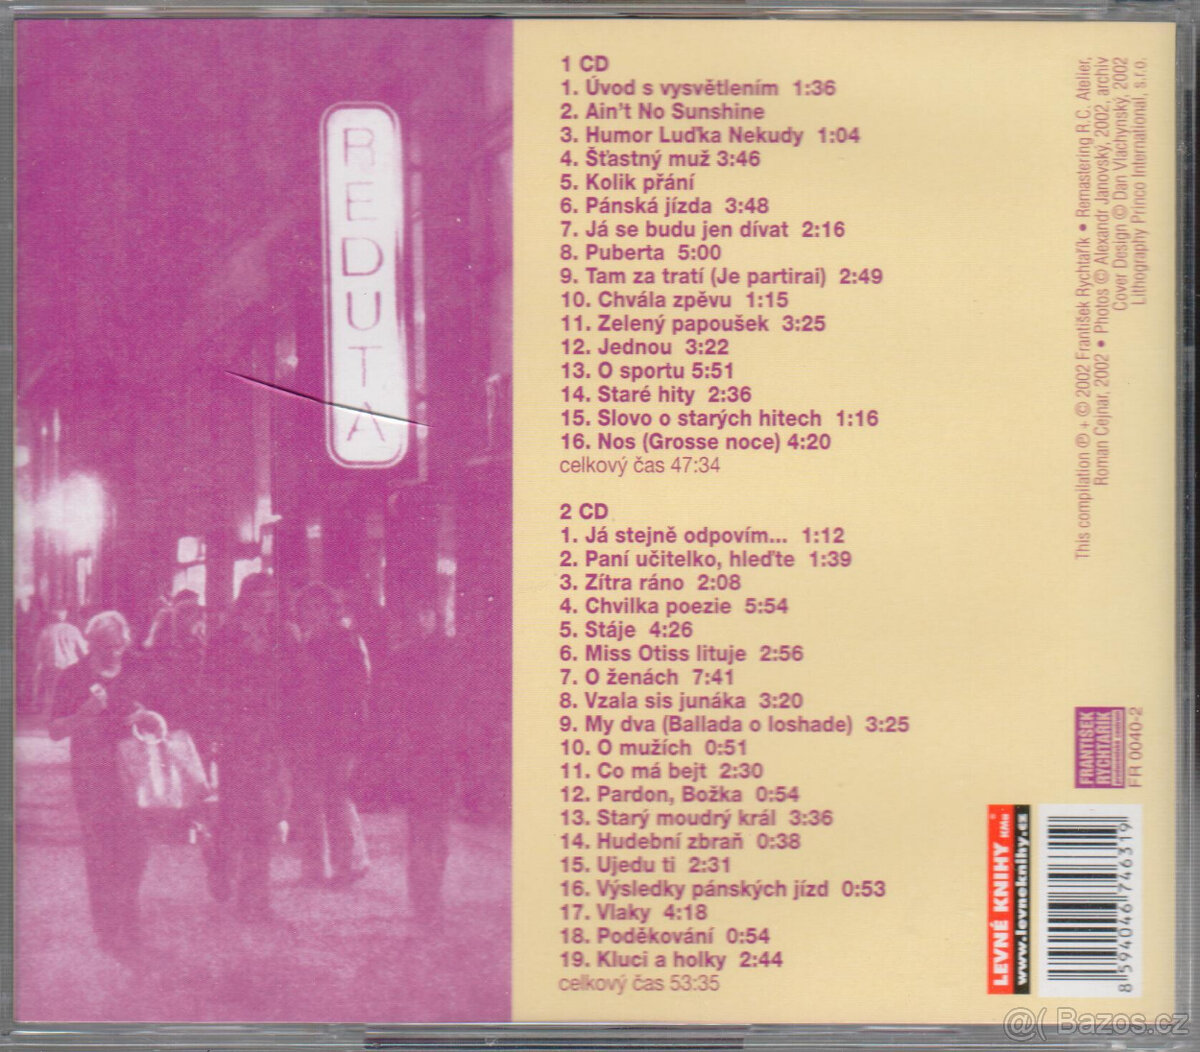 REDUTA
1 CD
1. Úvod s vysvětlením 1:36
2. Ain't No Sunshine
3. Humor Luďka Nekudy 1:04
4. Šťastný muž 3:46
5. Kolik přání
6. Pánská jízda 3:48
7. Já se budu jen dívat 2:16
8. Puberta 5:00
9. Tam za tratí (Je partirai) 2:49
10. Chvála zpěvu 1:15
11. Zelený papoušek 3:25
12. Jednou 3:22
13. O sportu 5:51
14. Staré hity 2:36
15. Slovo o starých hitech 1:16
16. Nos (Grosse noce) 4:20
celkový čas 47:34
2 CD
1. Já stejně odpovím... 1:12
2. Paní učitelko, hleďte 1:39
3. Zítra ráno 2:08
4. Chvilka poezie 5:54
5. Stáje 4:26
6. Miss Otiss lituje 2:56
7. O ženách 7:41
8. Vzala sis junáka 3:20
9. My dva (Ballada o loshade) 3:25
10. O mužích 0:51
11. Co má bejt 2:30
12. Pardon, Božka 0:54
13. Starý moudrý král 3:36
14. Hudební zbraň 0:38
15. Ujedu ti 2:31
16. Výsledky pánských jízd 0:53
17. Vlaky 4:18
18. Poděkování 0:54
19. Kluci a holky 2:44
celkový čas 53:35
This compilation ℗ + © 2002 František Rychtařík • Remastering R.C. Atelier,
Roman Cejnar, 2002 • Photos © Alexandr Janovský, 2002, archiv
Cover Design © Dan Vlachynský, 2002
Lithography Princo International, s.r.o.
FRANTIŠEK
RYCHTAŘÍK
FR 0040-2
LEVNÉ KNIHY KMa
www.levneknihy.cz
8 594046 746319
@( Bazos.cz